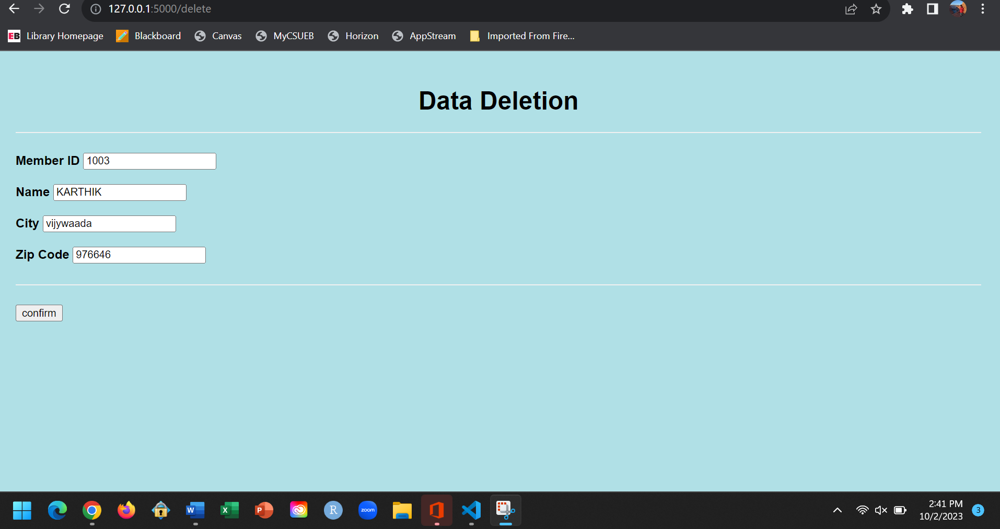 127.0.0.1:5000/delete
EB Library Homepage Blackboard Canvas MyCSUEB Horizon AppStream Imported From Fire...
Data Deletion
Member ID 1003
Name KARTHIK
City vijywaada
Zip Code 976646
confirm
W X P R zoom
2:41 PM
10/2/2023
3